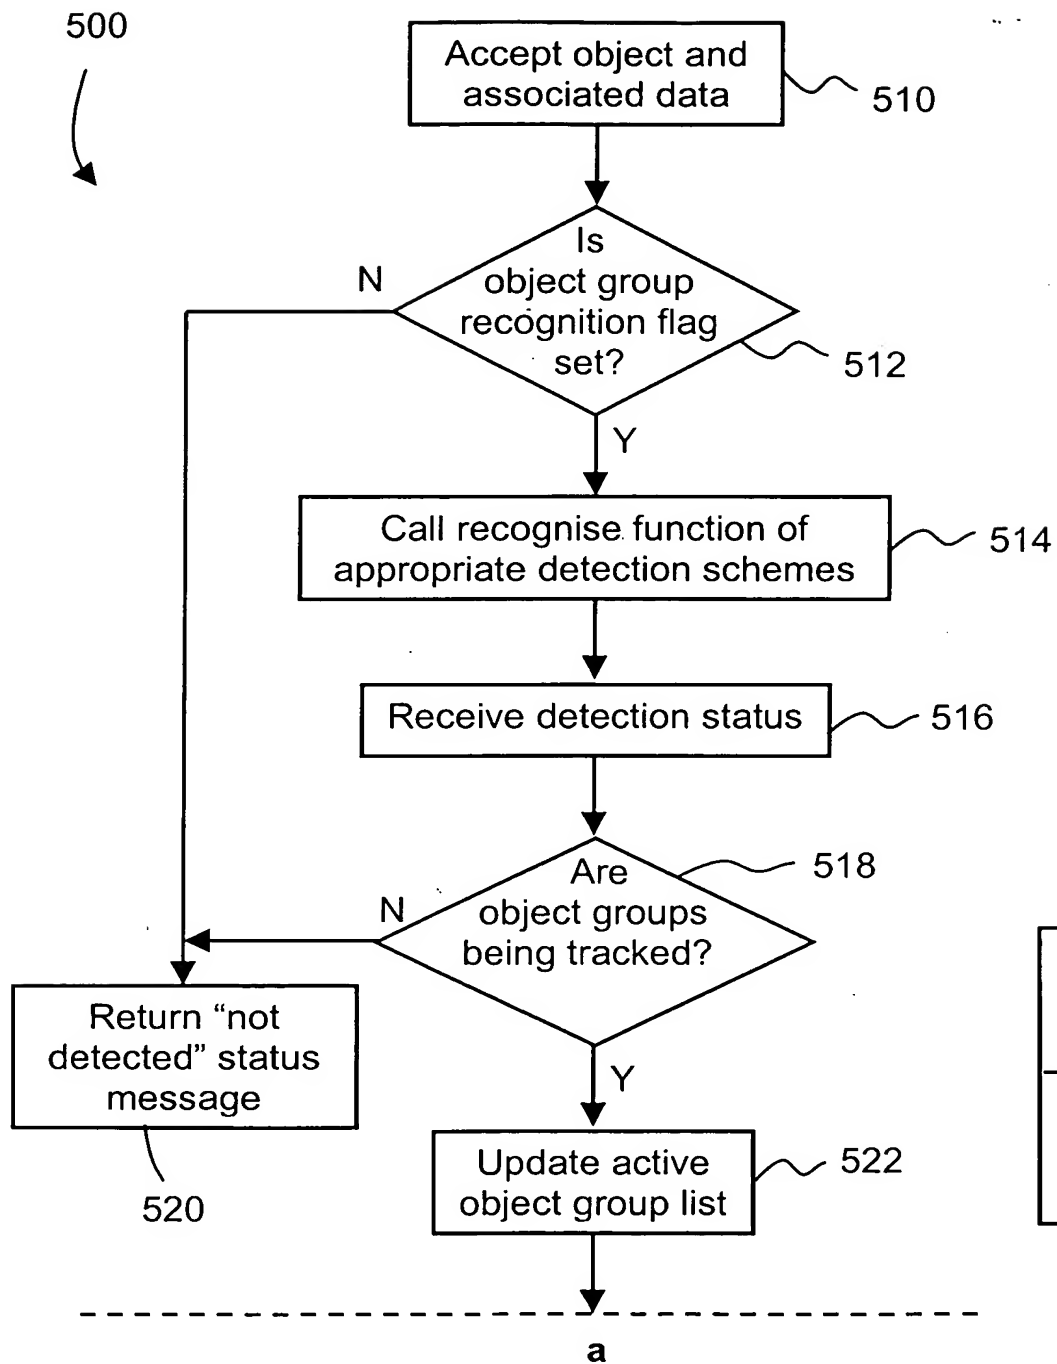 500
Accept object and
associated data
510
Is
object group
recognition flag
set?
N
512
Y
Call recognise function of
appropriate detection schemes
514
Receive detection status
516
Are
object groups
being tracked?
518
N
Return “not
detected” status
message
520
Y
Update active
object group list
522
a